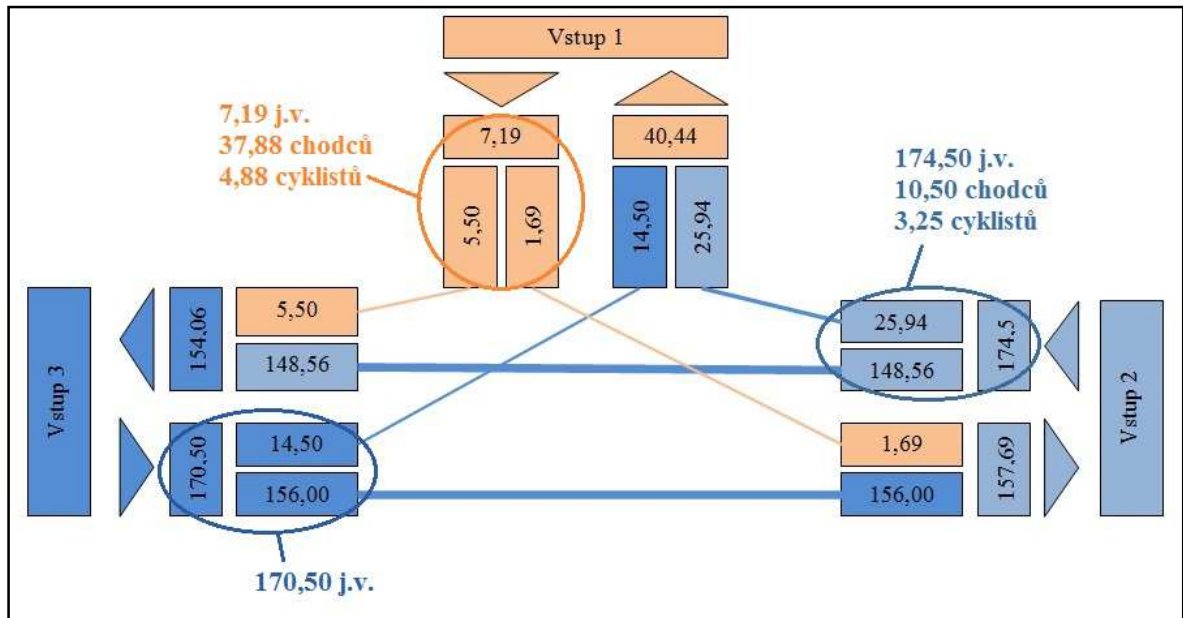 Vstup 1
7,19 j.v.
37,88 chodců
4,88 cyklistů
7,19
40,44
5,50
1,69
14,50
25,94
174,50 j.v.
10,50 chodců
3,25 cyklistů
Vstup 3
154,06
5,50
148,56
170,50
14,50
156,00
170,50 j.v.
25,94
148,56
174,5
1,69
156,00
157,69
Vstup 2